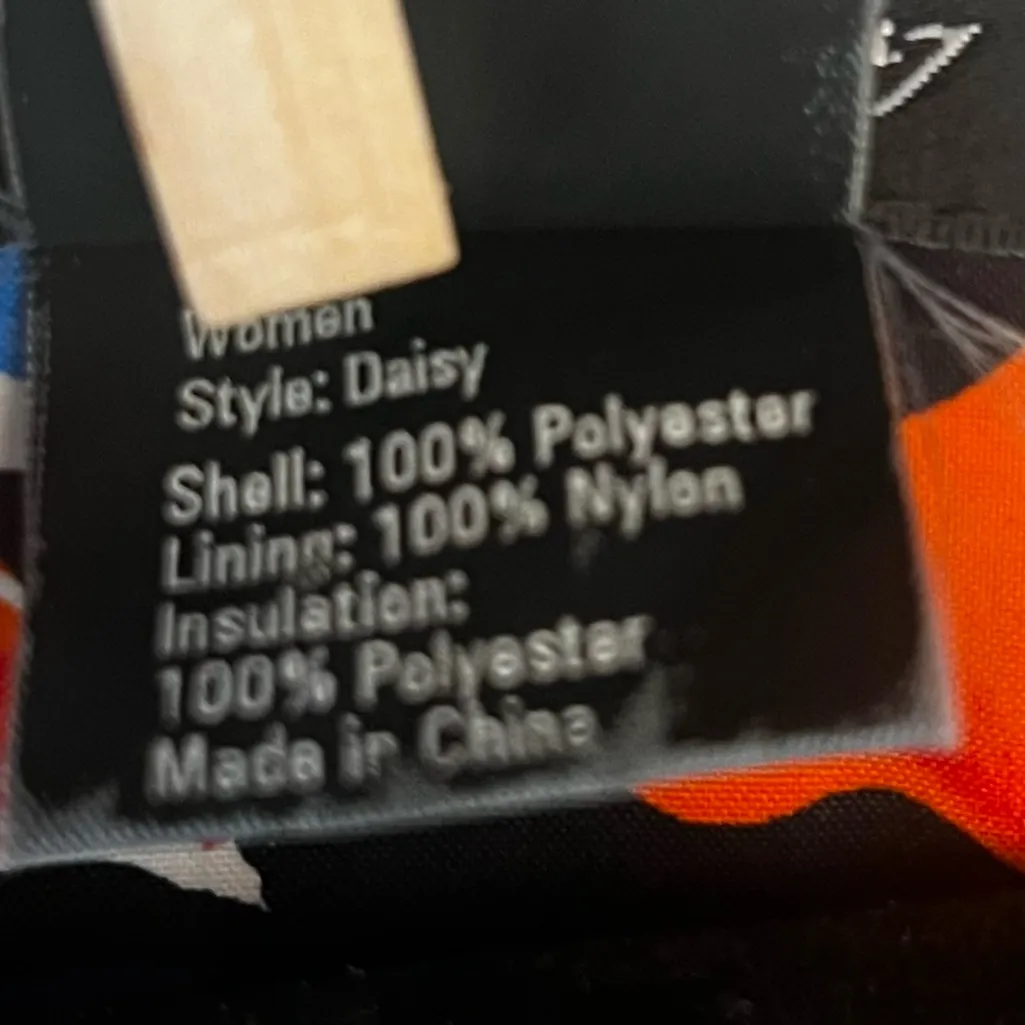 Women
Style: Daisy
Shell: 100% Polyester
Lining: 100% Nylon
Insulation:
100% Polyester
Made in China